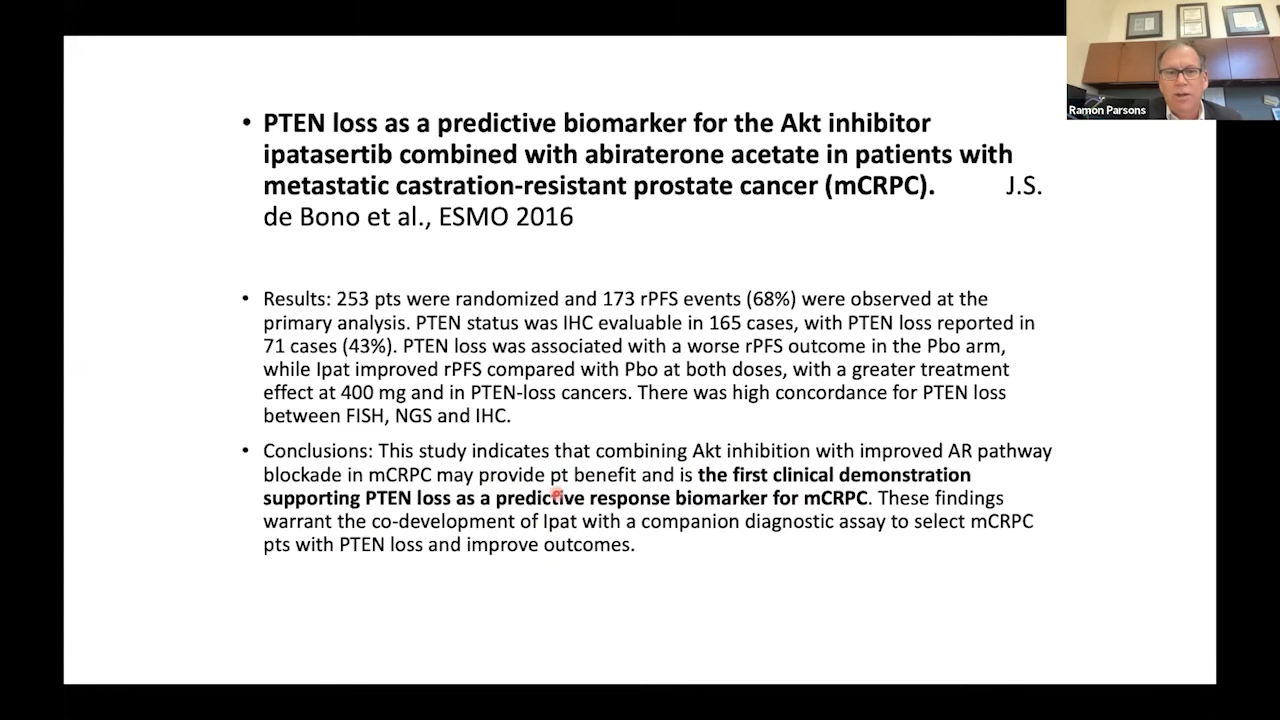 Ramon Parsons
• PTEN loss as a predictive biomarker for the Akt inhibitor
ipatasertib combined with abiraterone acetate in patients with
metastatic castration-resistant prostate cancer (mCRPC). J.S.
de Bono et al., ESMO 2016
• Results: 253 pts were randomized and 173 rPFS events (68%) were observed at the
primary analysis. PTEN status was IHC evaluable in 165 cases, with PTEN loss reported in
71 cases (43%). PTEN loss was associated with a worse rPFS outcome in the Pbo arm,
while Ipat improved rPFS compared with Pbo at both doses, with a greater treatment
effect at 400 mg and in PTEN-loss cancers. There was high concordance for PTEN loss
between FISH, NGS and IHC.
• Conclusions: This study indicates that combining Akt inhibition with improved AR pathway
blockade in mCRPC may provide pt benefit and is the first clinical demonstration
supporting PTEN loss as a predictive response biomarker for mCRPC. These findings
warrant the co-development of Ipat with a companion diagnostic assay to select mCRPC
pts with PTEN loss and improve outcomes.